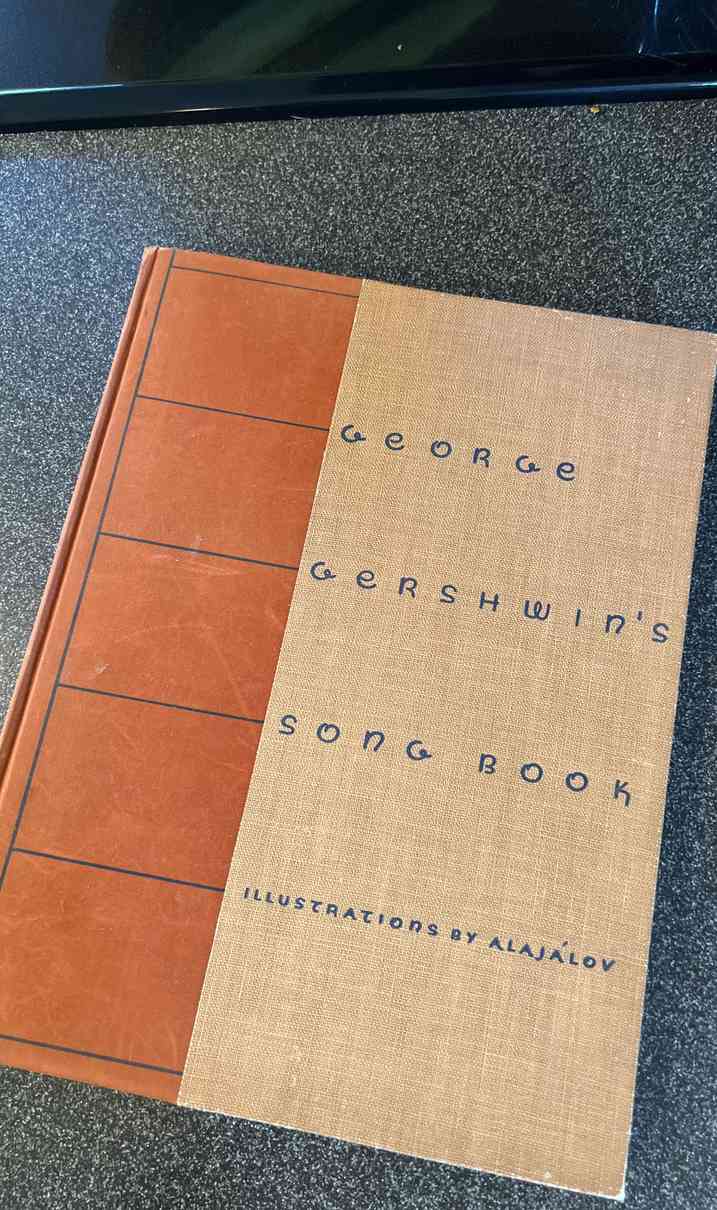 GEORGE
GERSHWIN'S
SONG BOOK
ILLUSTRATIONS BY ALAJÁLOV